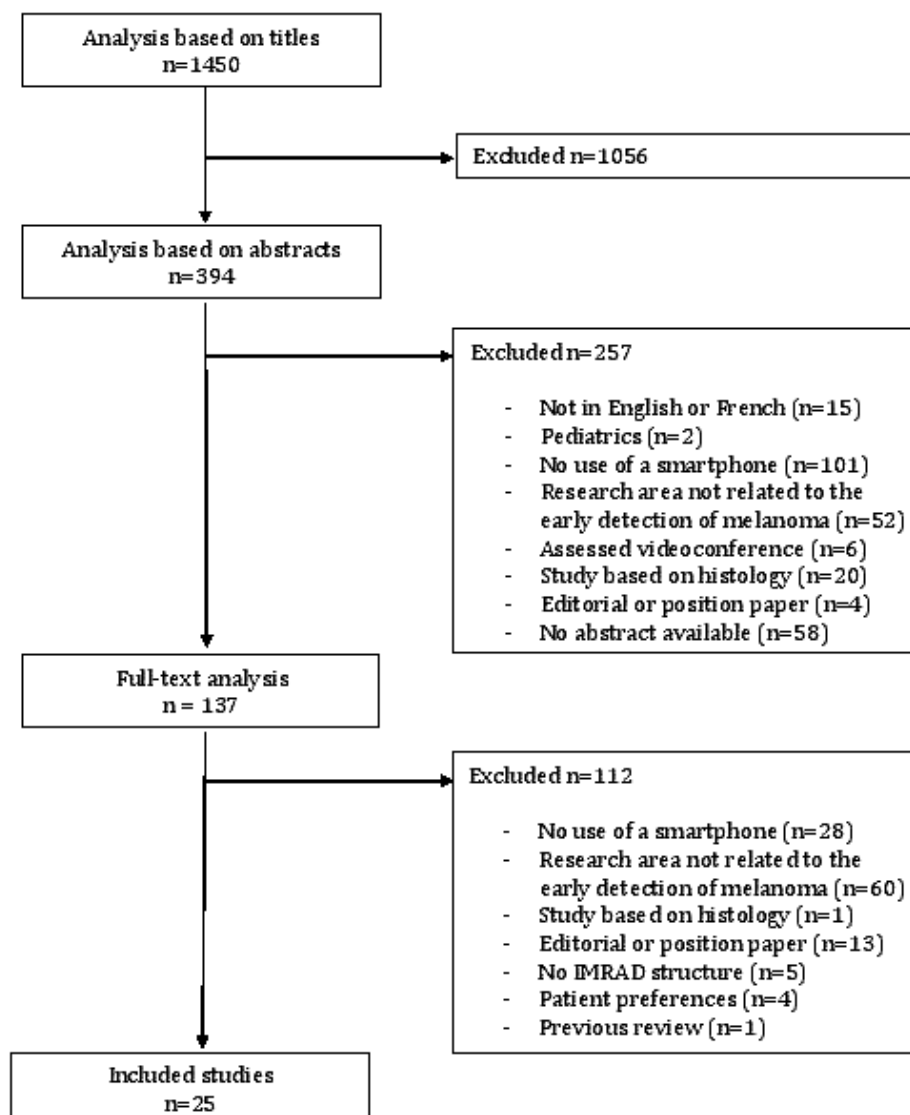 Analysis based on titles
n=1450
Excluded n=1056
Analysis based on abstracts
n=394
Excluded n=257
- Not in English or French (n=15)
- Pediatrics (n=2)
- No use of a smartphone (n=101)
- Research area not related to the
early detection of melanoma (n=52)
- Assessed videoconference (n=6)
- Study based on histology (n=20)
- Editorial or position paper (n=4)
- No abstract available (n=58)
Full-text analysis
n = 137
Excluded n=112
- No use of a smartphone (n=28)
- Research area not related to the
early detection of melanoma (n=60)
- Study based on histology (n=1)
- Editorial or position paper (n=13)
- No IMRAD structure (n=5)
- Patient preferences (n=4)
- Previous review (n=1)
Included studies
n=25